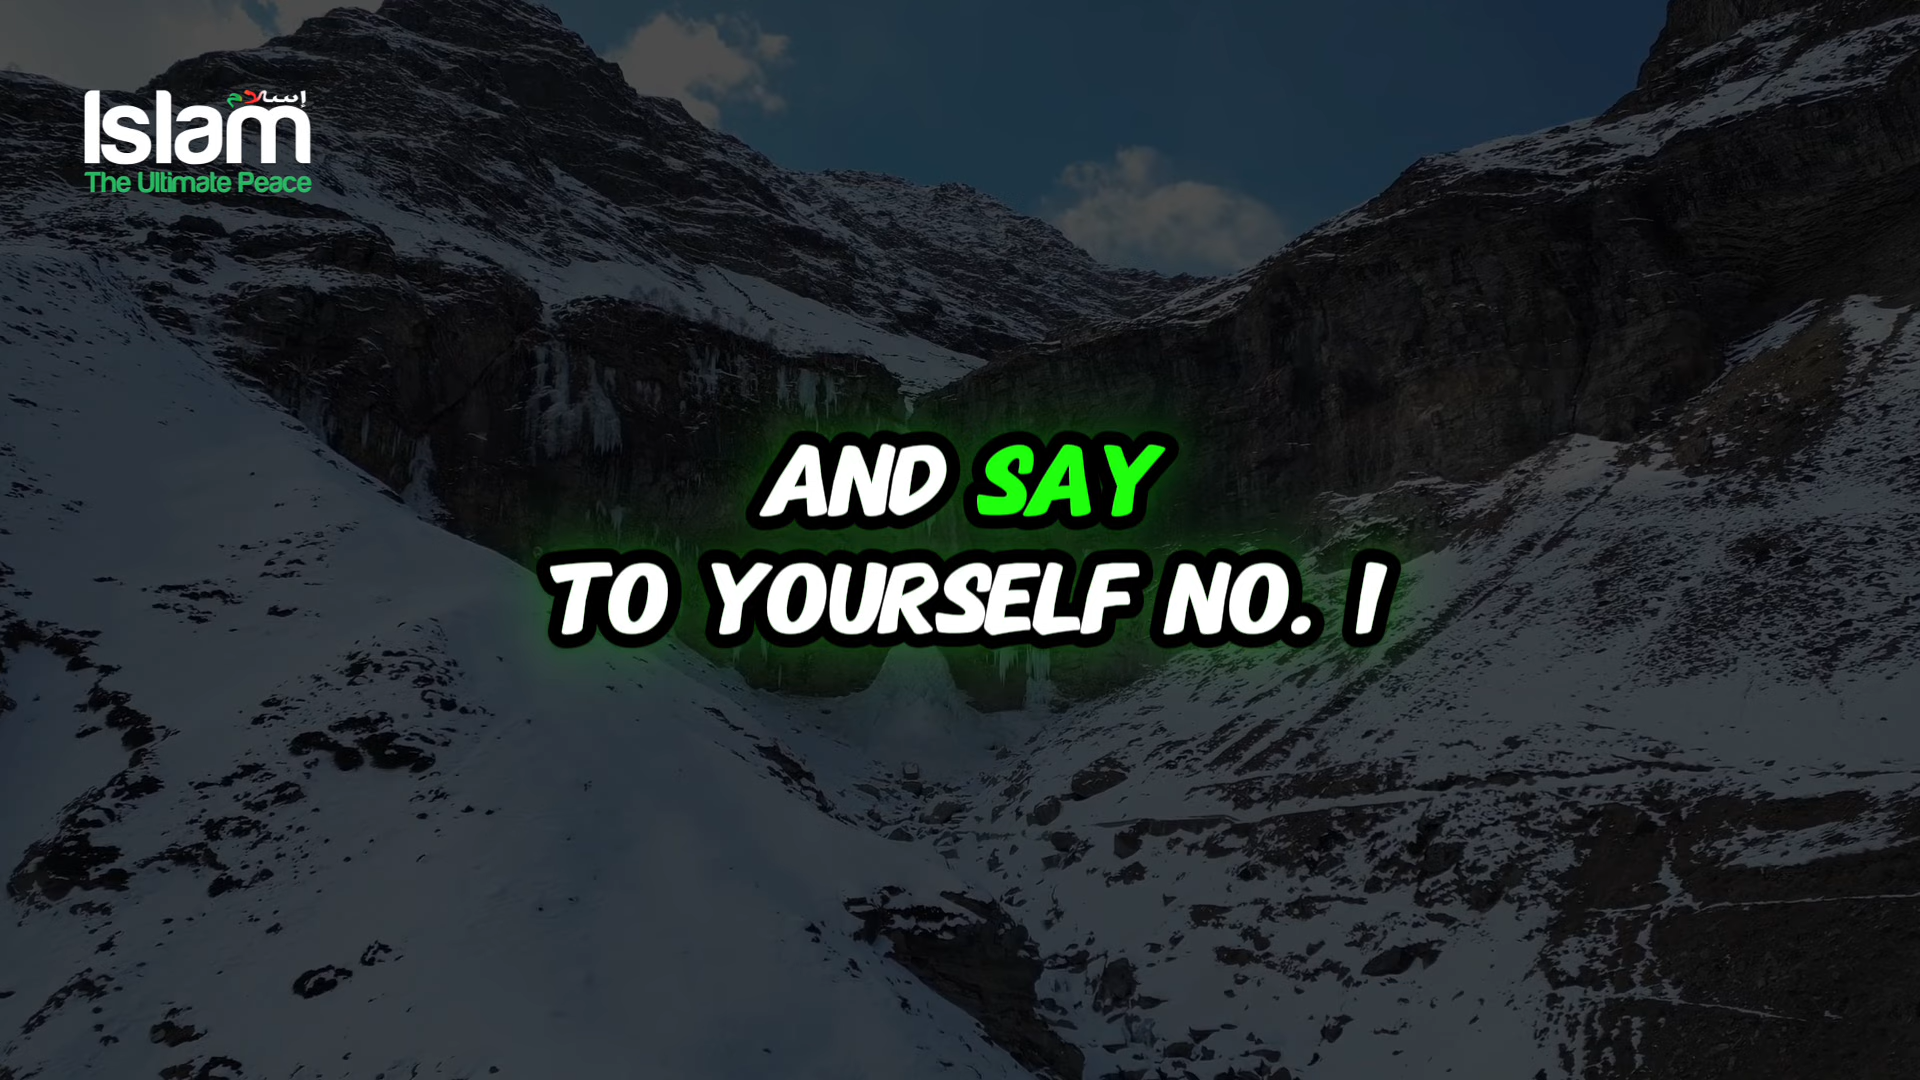 إسلام
Islam
The Ultimate Peace
AND SAY
TO YOURSELF NO. I